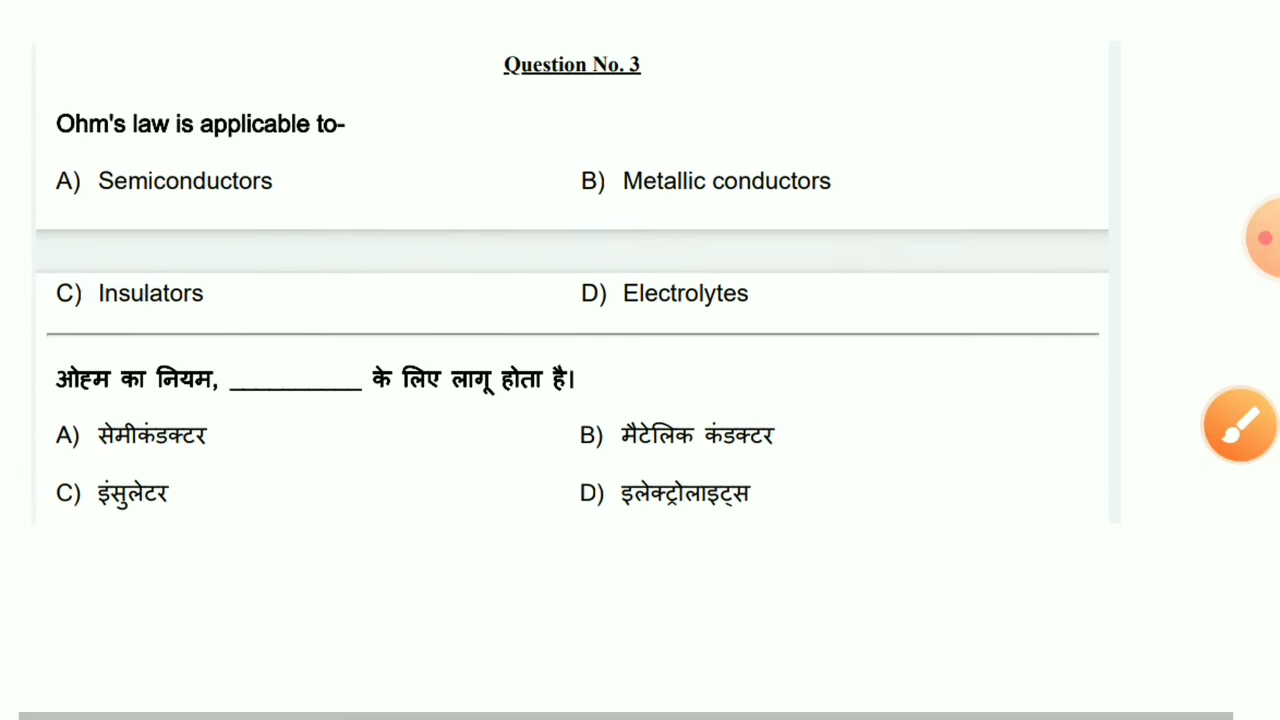 Question No. 3
Ohm's law is applicable to-
A) Semiconductors B) Metallic conductors
C) Insulators D) Electrolytes
ओह्म का नियम, __________ के लिए लागू होता है।
A) सेमीकंडक्टर B) मैटेलिक कंडक्टर
C) इंसुलेटर D) इलेक्ट्रोलाइट्स